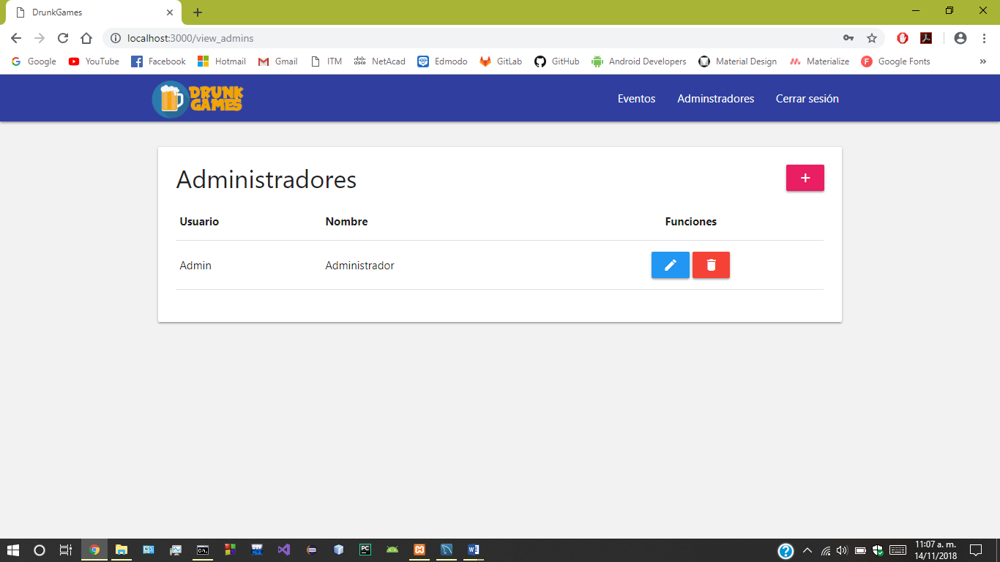 DrunkGames
localhost:3000/view_admins
Google YouTube Facebook Hotmail Gmail ITM NetAcad Edmodo GitLab GitHub Android Developers Material Design Materialize Google Fonts »
DRUNK GAMES
Eventos Adminstradores Cerrar sesión
Administradores
+
Usuario Nombre Funciones
Admin Administrador
11:07 a. m.
14/11/2018